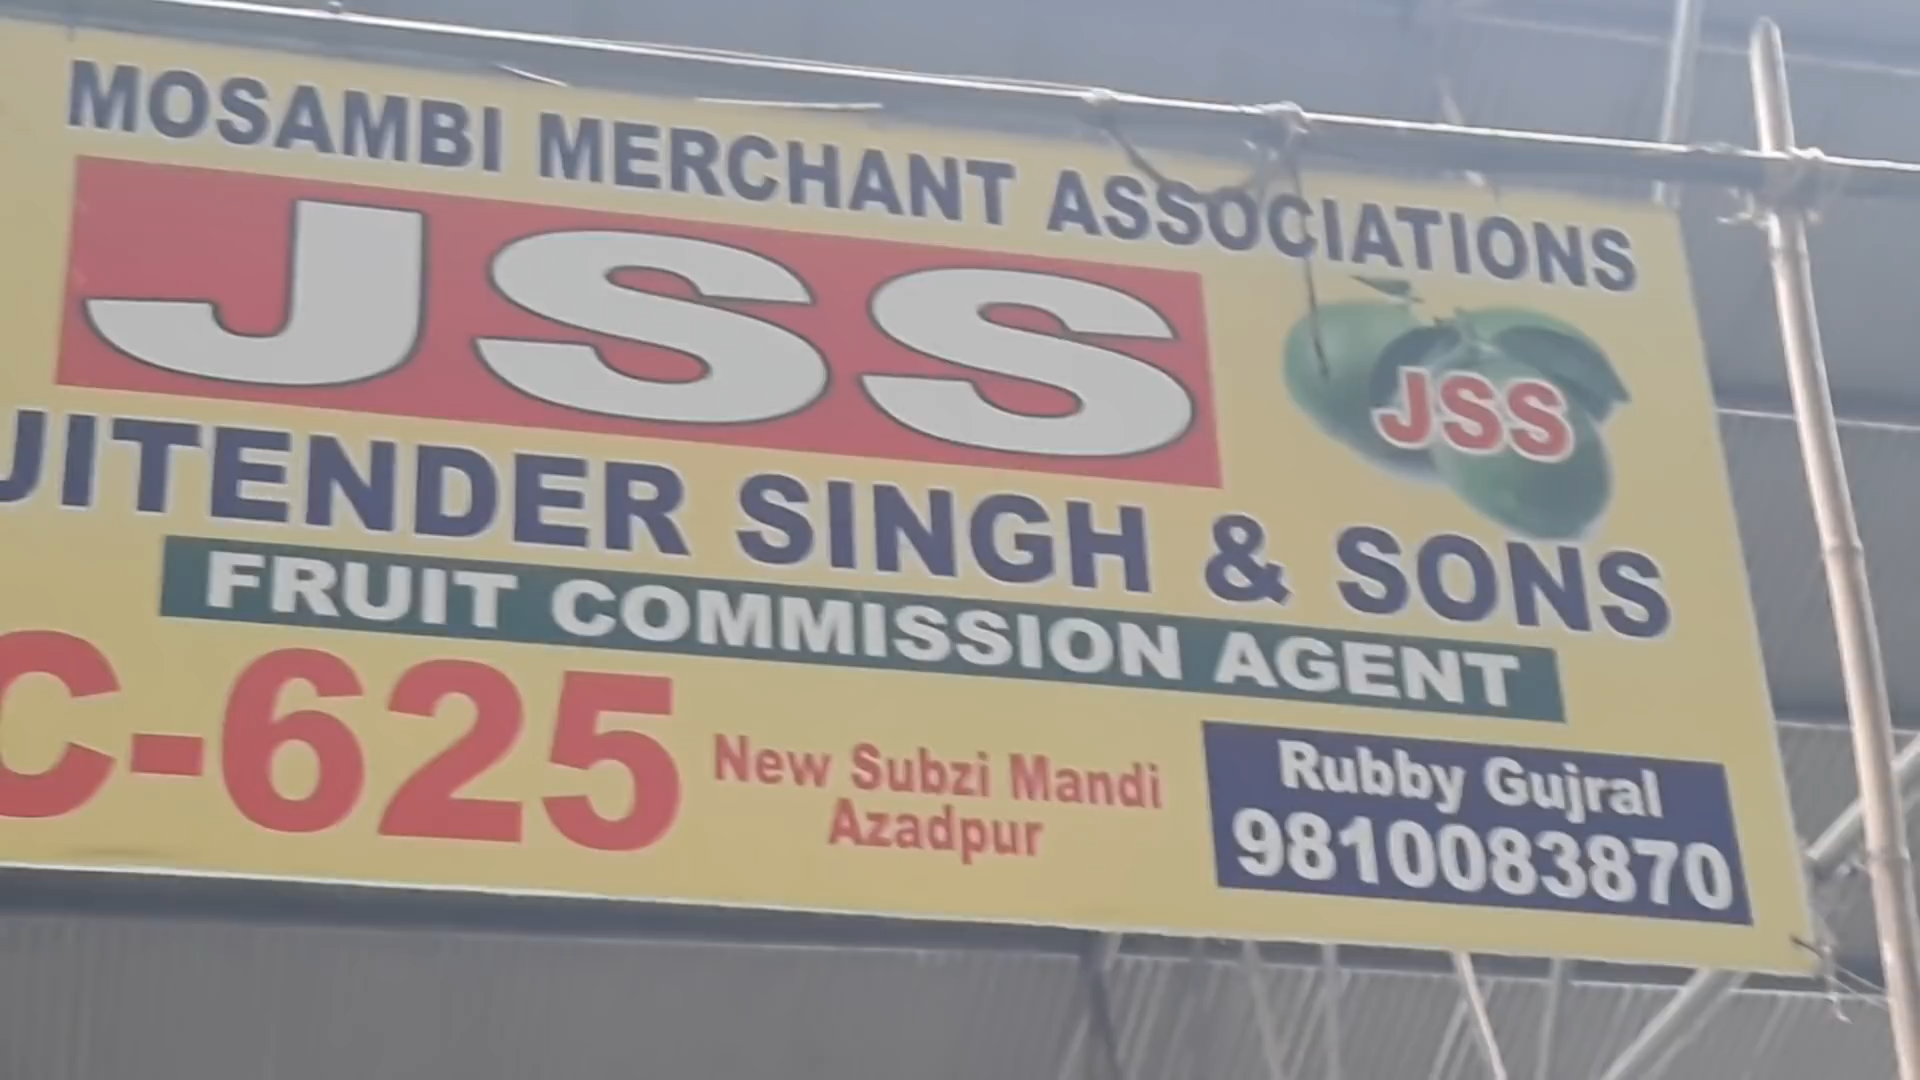 MOSAMBI MERCHANT ASSOCIATIONS
JSS
JSS
JITENDER SINGH & SONS
FRUIT COMMISSION AGENT
C-625
New Subzi Mandi
Azadpur
Rubby Gujral
9810083870